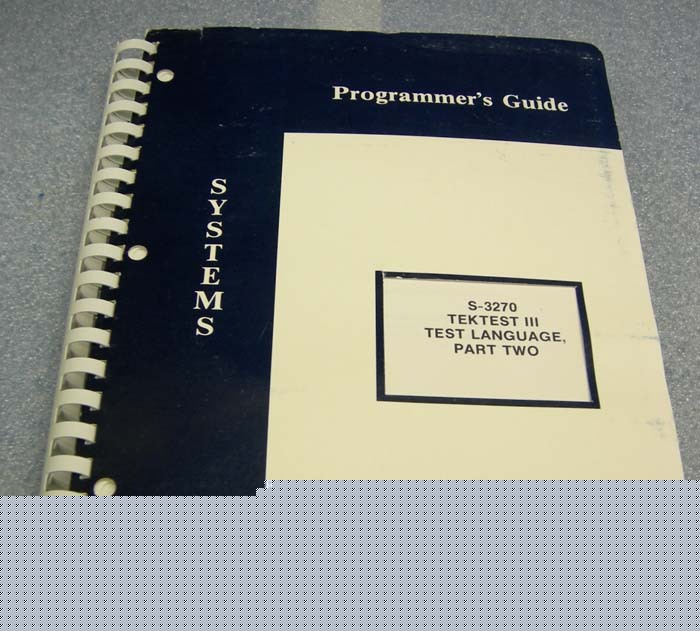 Programmer's Guide
SYSTEMS
S-3270
TEKTEST III
TEST LANGUAGE,
PART TWO